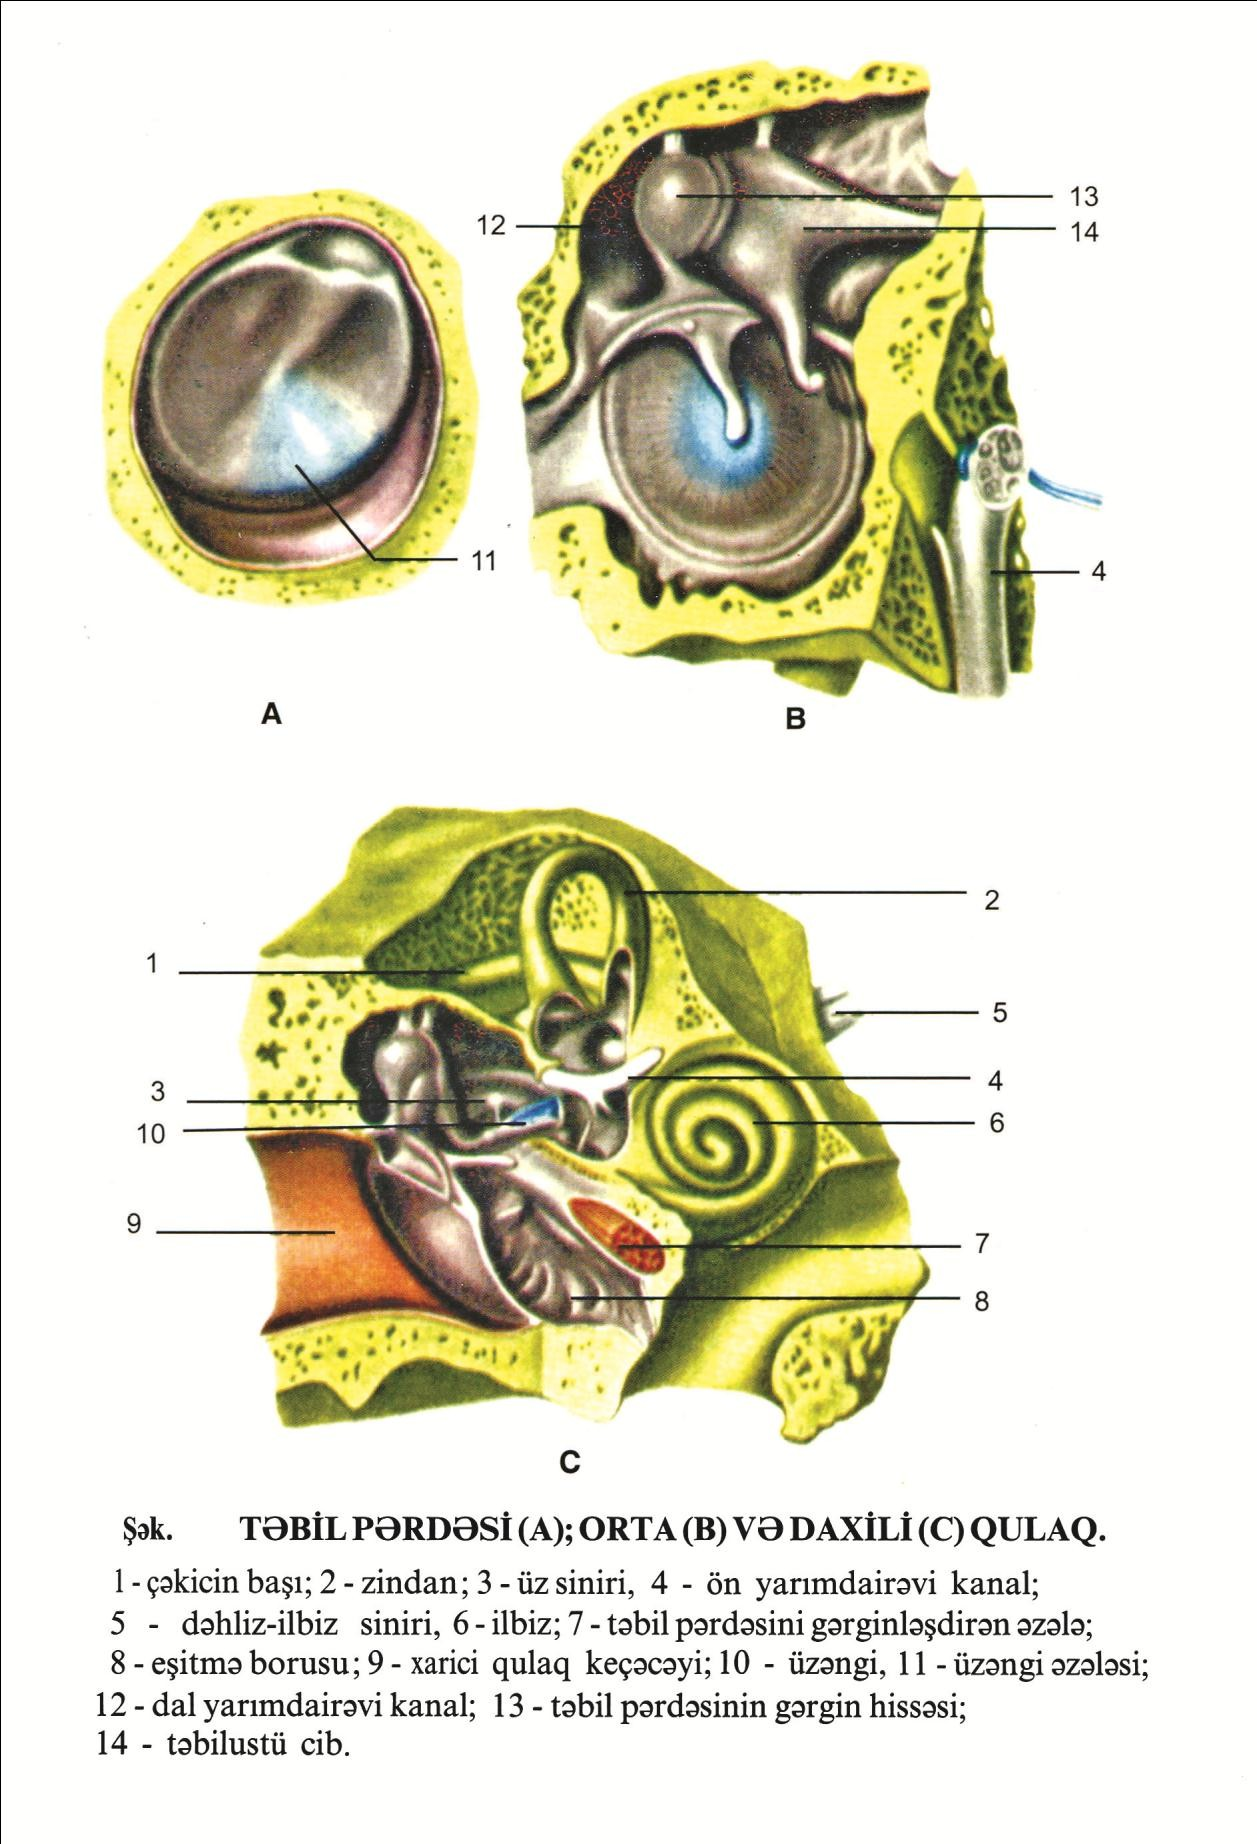 13
12
14
11
4
A
B
2
1
5
3
4
10
6
9
7
8
C
Şək. TƏBİL PƏRDƏSİ (A); ORTA (B) VƏ DAXİLİ (C) QULAQ.
1 - çəkicin başı; 2 - zindan; 3 - üz siniri, 4 - ön yarımdairəvi kanal;
5 - dəhliz-ilbiz siniri, 6 - ilbiz; 7 - təbil pərdəsini gərginləşdirən əzələ;
8 - eşitmə borusu; 9 - xarici qulaq keçəcəyi; 10 - üzəngi, 11 - üzəngi əzələsi;
12 - dal yarımdairəvi kanal; 13 - təbil pərdəsinin gərgin hissəsi;
14 - təbilustü cib.